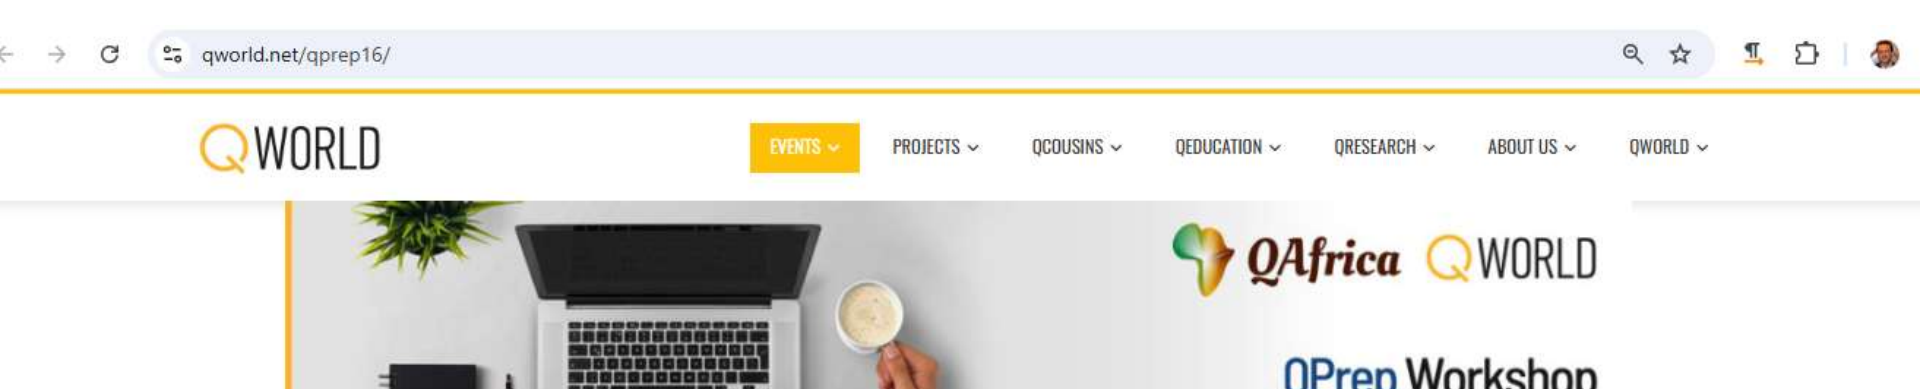 qworld.net/qprep16/
QWORLD
EVENTS PROJECTS QCOUSINS QEDUCATION QRESEARCH ABOUT US QWORLD
QAfrica QWORLD
QPrep Workshop